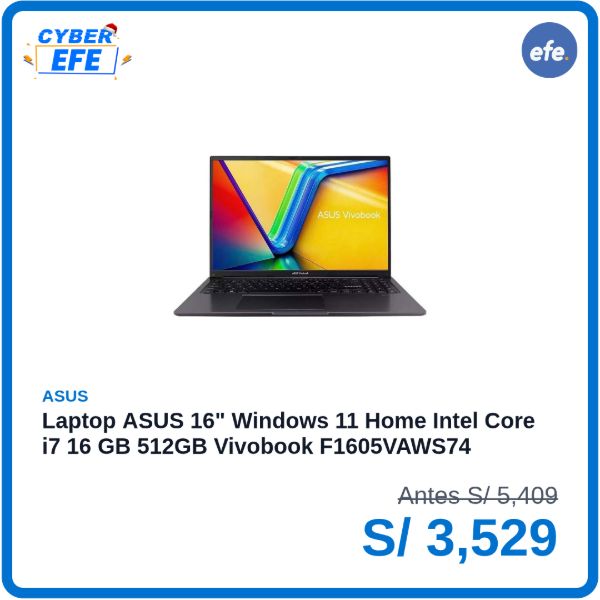 CYBER
EFE
efe.
ASUS Vivobook
ASUS
Laptop ASUS 16" Windows 11 Home Intel Core
i7 16 GB 512GB Vivobook F1605VAWS74
Antes S/ 5,409
S/ 3,529